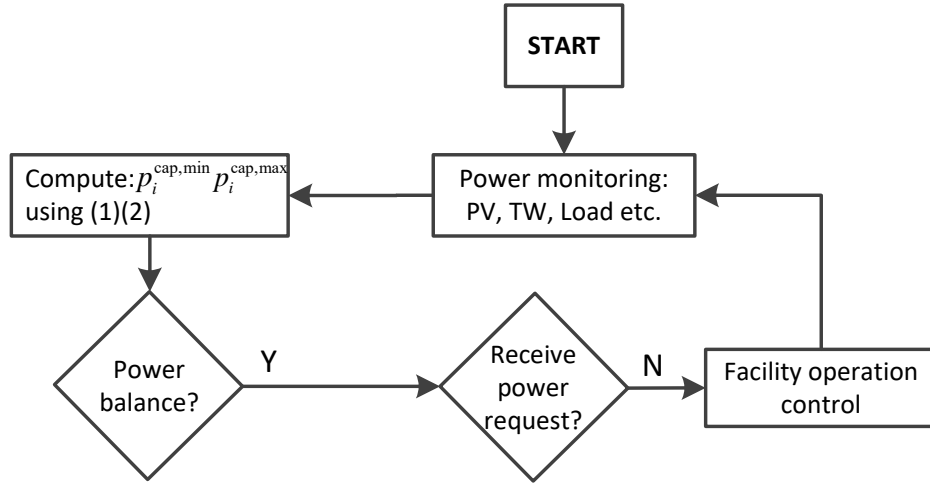 START
Power monitoring:
PV, TW, Load etc.
Compute: p_i^{cap,min} p_i^{cap,max}
using (1)(2)
Power
balance?
Y
Receive
power
request?
N
Facility operation
control